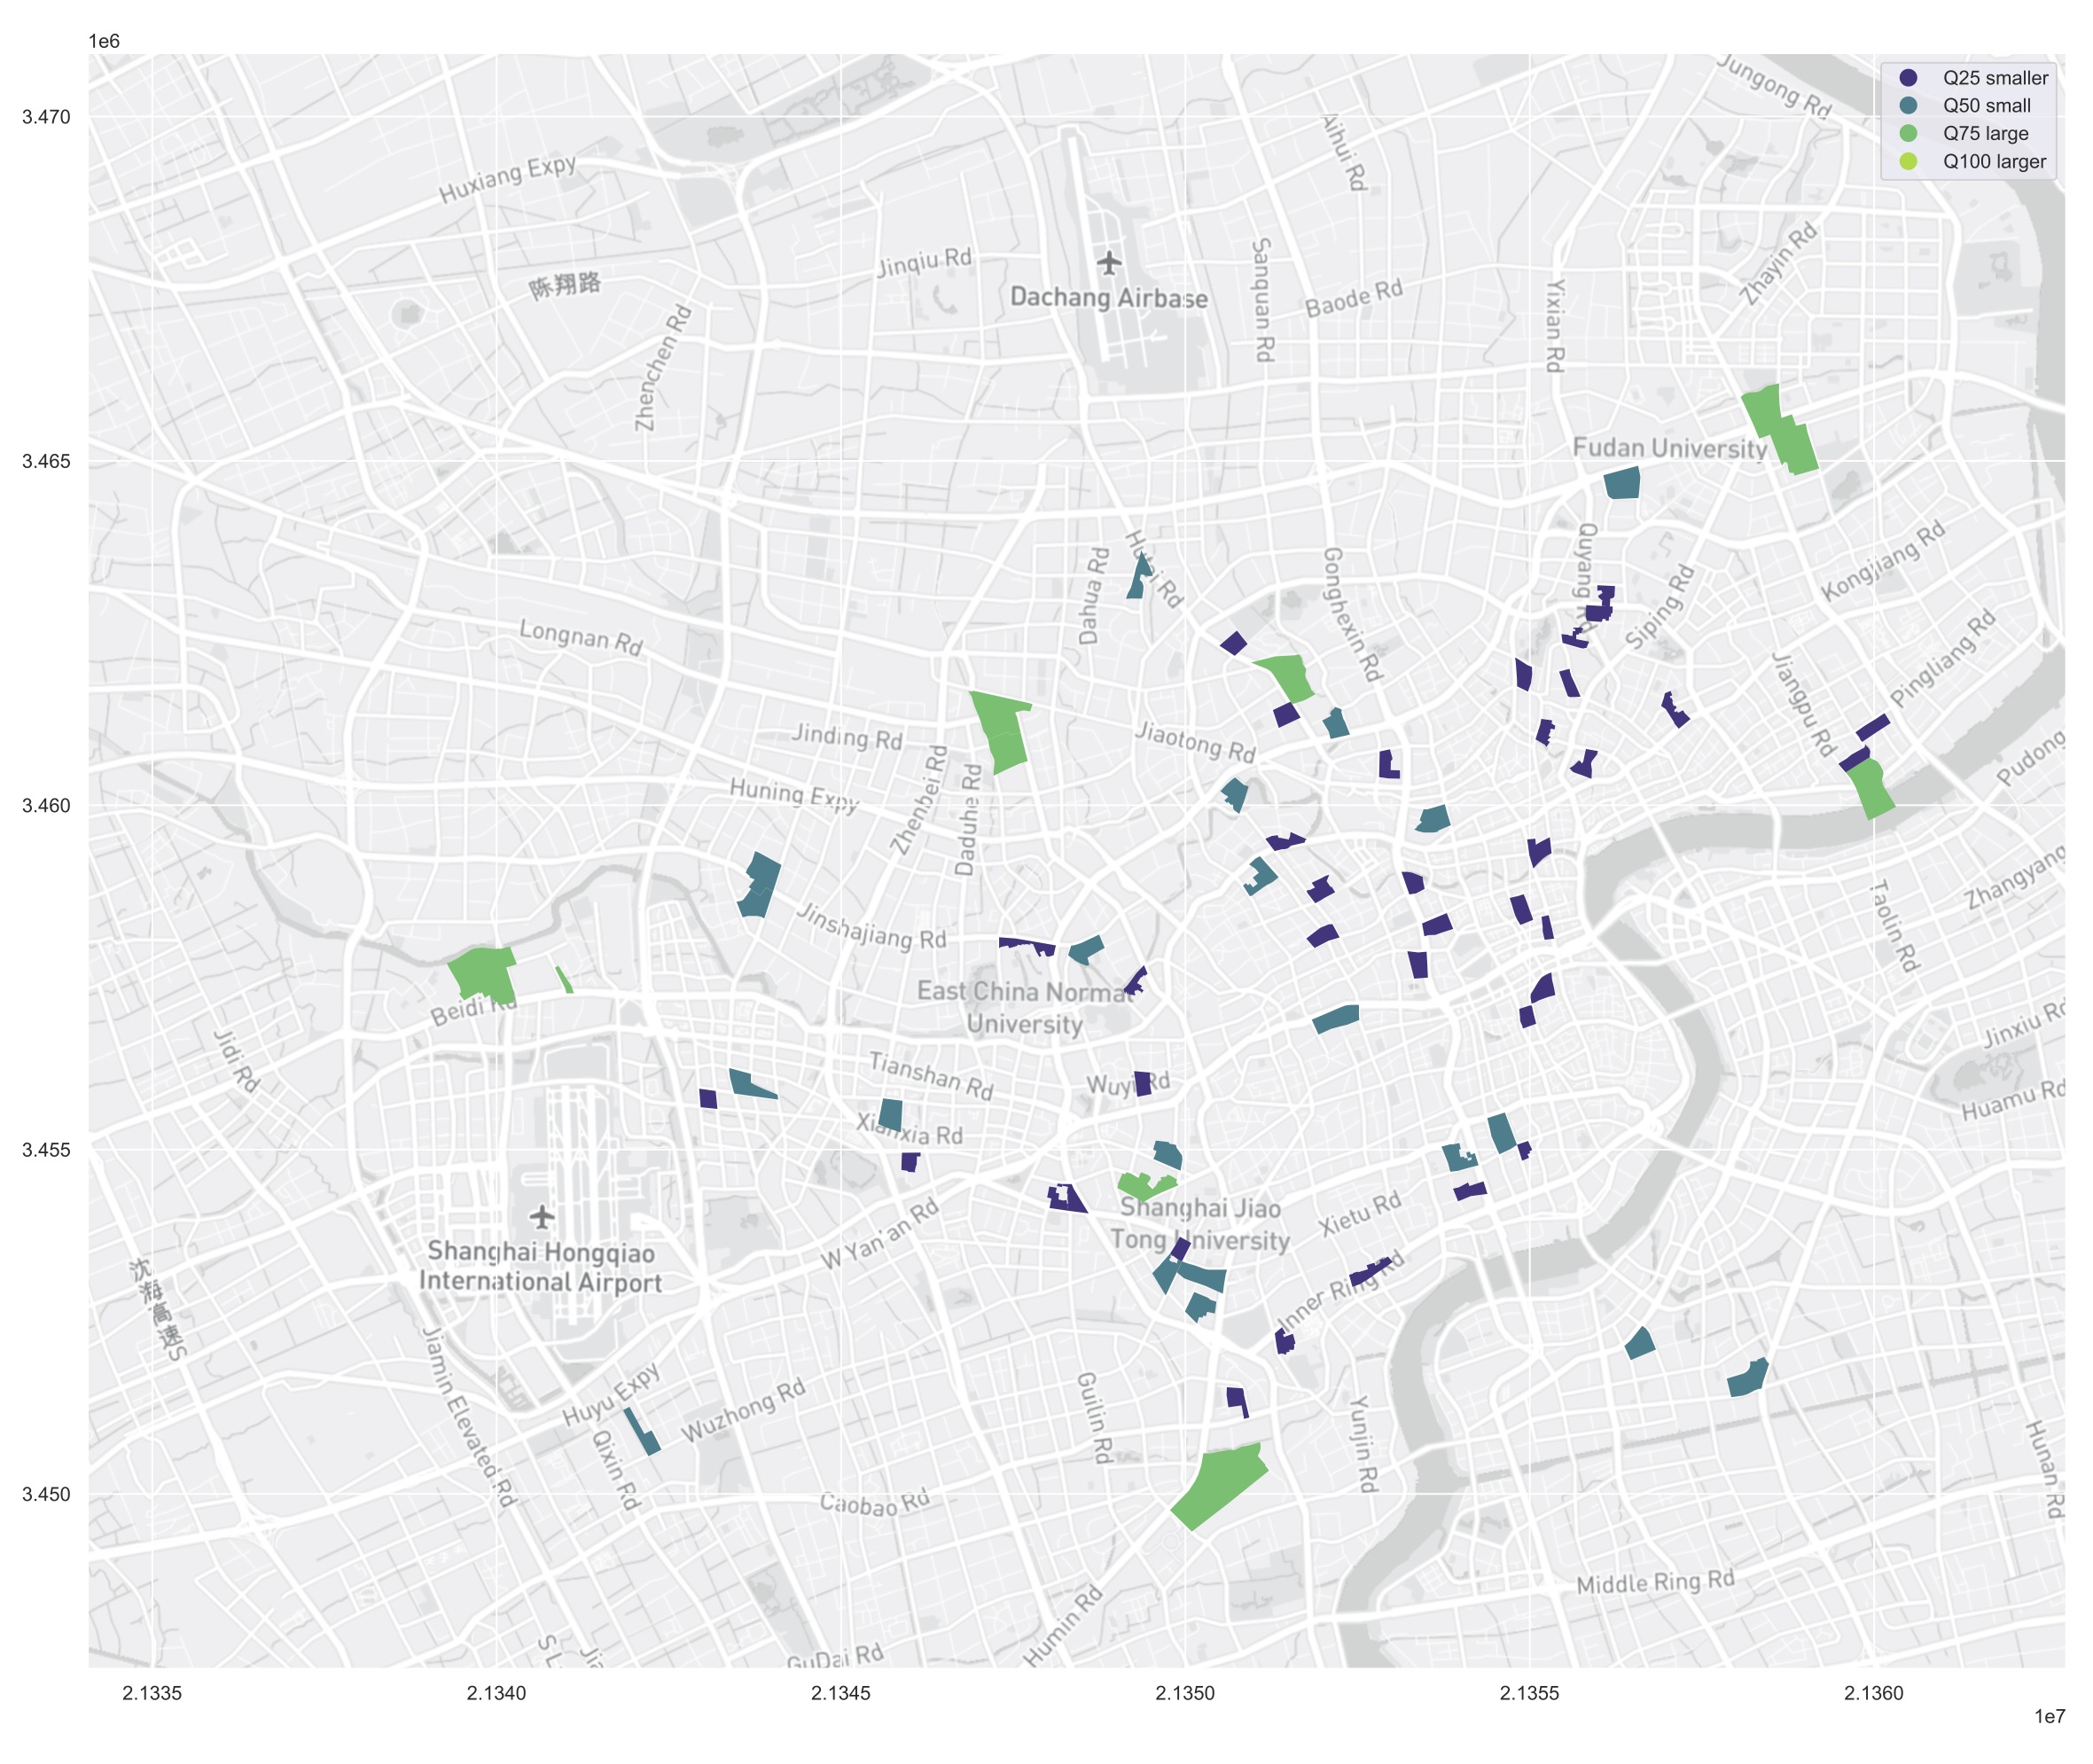 1e6
Q25 smaller
Q50 small
Q75 large
Q100 larger
3.470
3.465
3.460
3.455
3.450
Jungong Rd
Aihui Rd
Huxiang Expy
Zhayin Rd
Sanquan Rd
Jinqiu Rd
陈翔路
Dachang Airbase
Baode Rd
Yixian Rd
Zhenchen Rd
Fudan University
Quyang Rd
Kongjiang Rd
Dahua Rd
Gonghexin Rd
Siping Rd
Longnan Rd
Pingliang Rd
Jiangpu Rd
Jinding Rd
Jiaotong Rd
Pudong
Zhenbei Rd
Daduhe Rd
Huning Expy
Zhangyang
Taolin Rd
Jinshajiang Rd
East China Normal
University
Beidi Rd
Jinxiu Rd
Jidi Rd
Tianshan Rd
Wuyi Rd
Huamu Rd
Xianxia Rd
Shanghai Jiao
Tong University
Xietu Rd
W Yan'an Rd
Shanghai Hongqiao
International Airport
Inner Ring Rd
沈海高速S
Jiamin Elevated Rd
Huyu Expy
Wuzhong Rd
Guilin Rd
Yunjin Rd
Qixin Rd
Hunan Rd
Caobao Rd
Middle Ring Rd
Humin Rd
GuDai Rd
2.1335
2.1340
2.1345
2.1350
2.1355
2.1360
1e7